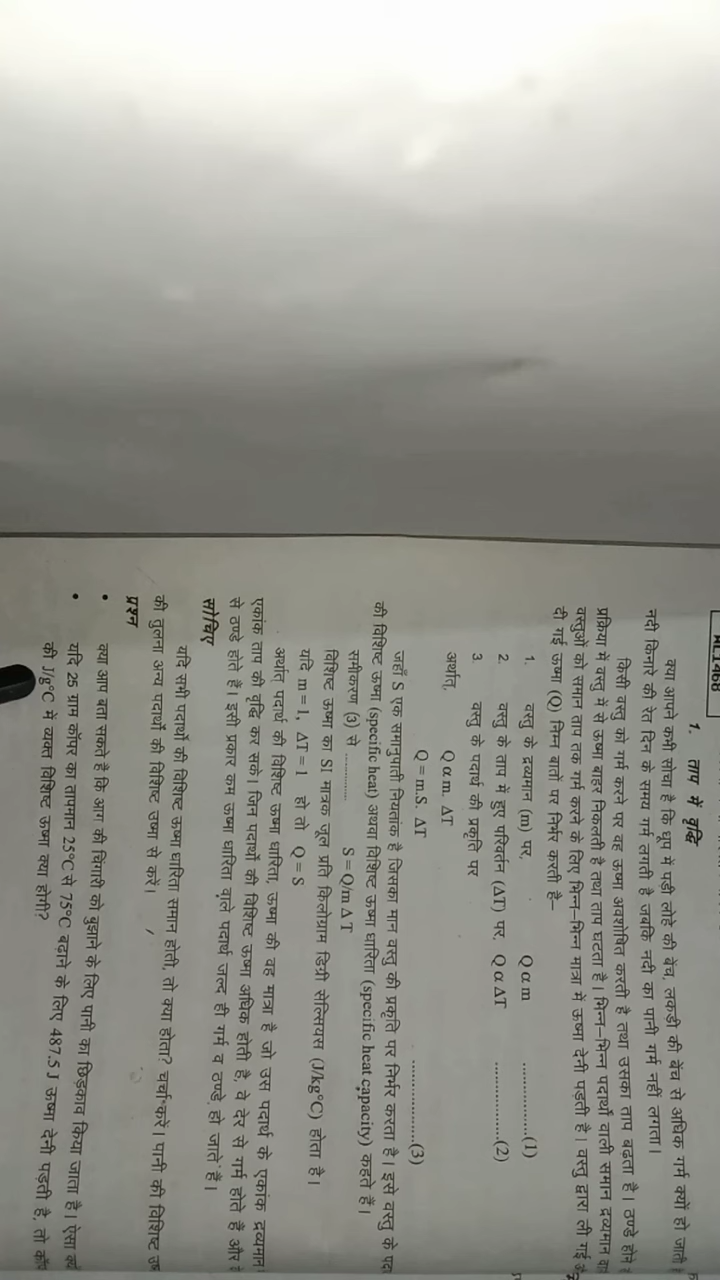 1. ताप में वृद्धि
क्या आपने कभी सोचा है कि धूप में पड़ी लोहे की बेंच, लकड़ी की बेंच से अधिक गर्म क्यों हो जाती
नदी किनारे की रेत दिन के समय गर्म लगती है जबकि नदी का पानी गर्म नहीं लगता।
किसी वस्तु को गर्म करने पर वह ऊष्मा अवशोषित करती है तथा उसका ताप बढ़ता है। ठण्डे होने
प्रक्रिया में वस्तु में से ऊष्मा बाहर निकलती है तथा ताप घटता है। भिन्न–भिन्न पदार्थों वाली समान द्रव्यमान
वस्तुओं को समान ताप तक गर्म करने के लिए भिन्न–भिन्न मात्रा में ऊष्मा देनी पड़ती है। वस्तु द्वारा ली गई
दी गई ऊष्मा (Q) निम्न बातों पर निर्भर करती है–
1. वस्तु के द्रव्यमान (m) पर, Q α m ..................(1)
2. वस्तु के ताप में हुए परिवर्तन (ΔT) पर, Q α ΔT ..................(2)
3. वस्तु के पदार्थ की प्रकृति पर
अर्थात्, Q α m. ΔT
Q = m.S. ΔT ..................(3)
जहाँ S एक समानुपाती नियतांक है जिसका मान वस्तु की प्रकृति पर निर्भर करता है। इसे वस्तु के
की विशिष्ट ऊष्मा (specific heat) अथवा विशिष्ट ऊष्मा धारिता (specific heat capacity) कहते हैं।
समीकरण (3) से ............. S = Q/m Δ T
विशिष्ट ऊष्मा का SI मात्रक जूल प्रति किलोग्राम डिग्री सेल्सियस (J/kg°C) होता है।
यदि m = 1, ΔT = 1 हो तो Q = S
अर्थात् पदार्थ की विशिष्ट ऊष्मा धारिता, ऊष्मा की वह मात्रा है जो उस पदार्थ के एकांक द्रव्यमान
एकांक ताप की वृद्धि कर सके। जिन पदार्थों की विशिष्ट ऊष्मा अधिक होती है, वे देर से गर्म होते हैं और
से ठण्डे होते हैं। इसी प्रकार कम ऊष्मा धारिता वाले पदार्थ जल्द ही गर्म व ठण्डे हो जाते हैं।
सोचिए
यदि सभी पदार्थों की विशिष्ट ऊष्मा धारिता समान होती, तो क्या होता? चर्चा करें। पानी की विशिष्ट
की तुलना अन्य पदार्थों की विशिष्ट उष्मा से करें।
प्रश्न
• क्या आप बता सकते है कि आग की चिंगारी को बुझाने के लिए पानी का छिड़काव किया जाता है। ऐसा
• यदि 25 ग्राम कॉपर का तापमान 25°C से 75°C बढ़ाने के लिए 487.5 J ऊष्मा देनी पड़ती है, तो
की J/g°C में व्यक्त विशिष्ट ऊष्मा क्या होगी?